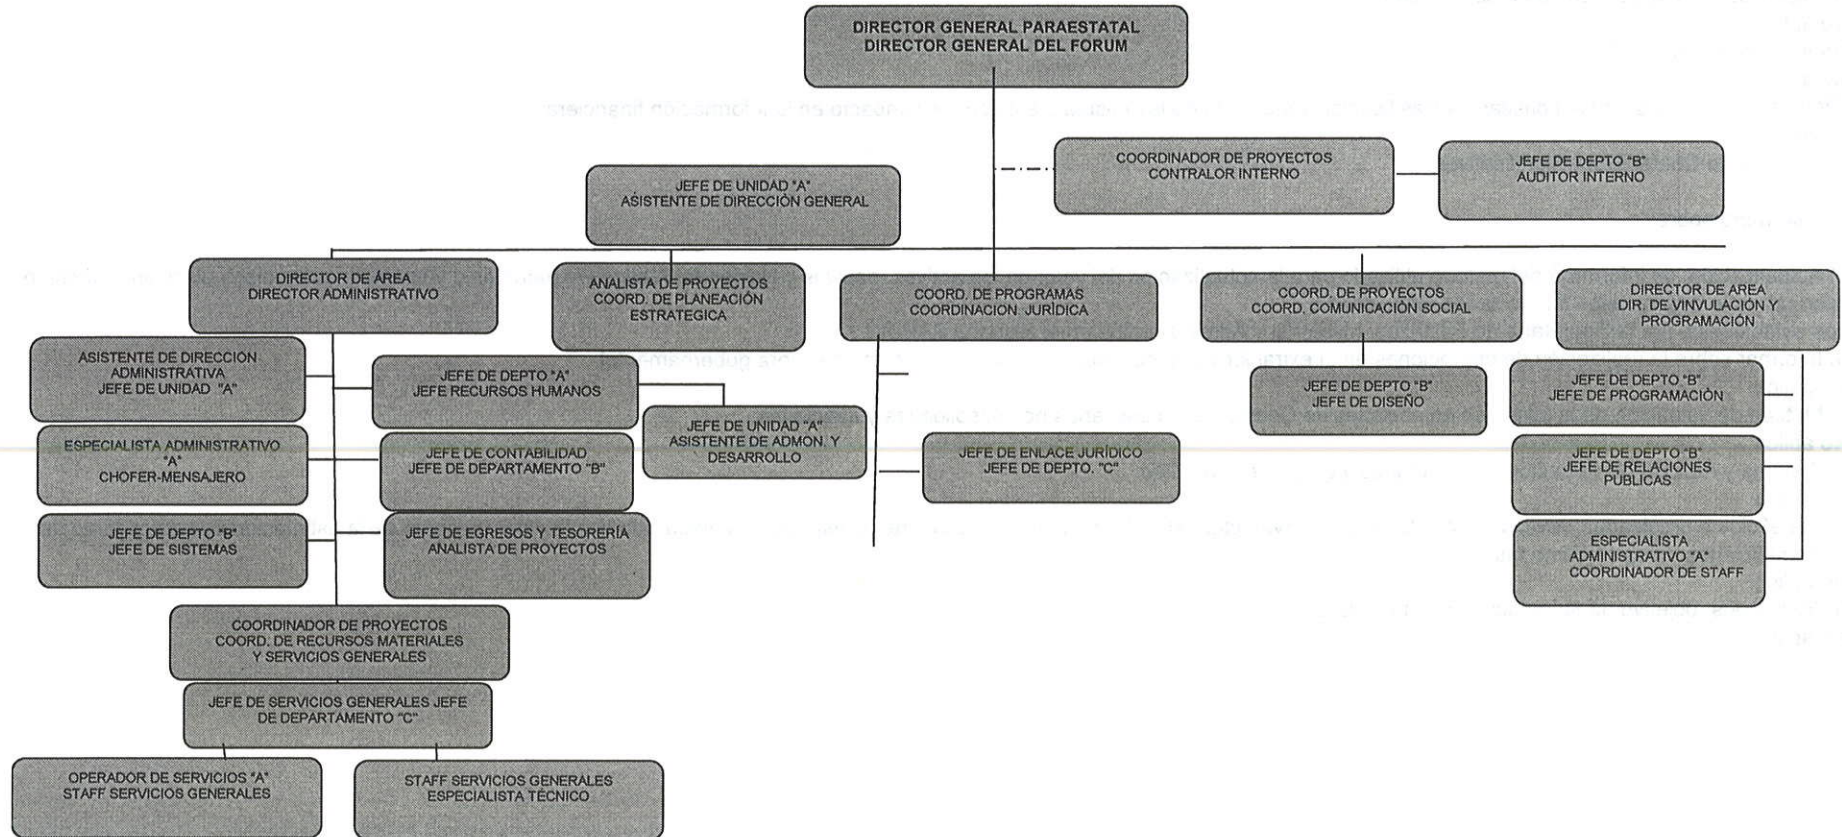 DIRECTOR GENERAL PARAESTATAL
DIRECTOR GENERAL DEL FORUM
COORDINADOR DE PROYECTOS
CONTRALOR INTERNO
JEFE DE DEPTO "B"
AUDITOR INTERNO
JEFE DE UNIDAD "A"
ASISTENTE DE DIRECCIÓN GENERAL
DIRECTOR DE ÁREA
DIRECTOR ADMINISTRATIVO
ANALISTA DE PROYECTOS
COORD. DE PLANEACIÓN
ESTRATEGICA
COORD. DE PROGRAMAS
COORDINACION. JURÍDICA
COORD. DE PROYECTOS
COORD. COMUNICACIÓN SOCIAL
DIRECTOR DE AREA
DIR. DE VINVULACIÓN Y
PROGRAMACIÓN
ASISTENTE DE DIRECCIÓN
ADMINISTRATIVA
JEFE DE UNIDAD "A"
JEFE DE DEPTO "A"
JEFE RECURSOS HUMANOS
JEFE DE UNIDAD "A"
ASISTENTE DE ADMON. Y
DESARROLLO
JEFE DE DEPTO "B"
JEFE DE DISEÑO
JEFE DE DEPTO "B"
JEFE DE PROGRAMACIÓN
ESPECIALISTA ADMINISTRATIVO
"A"
CHOFER-MENSAJERO
JEFE DE CONTABILIDAD
JEFE DE DEPARTAMENTO "B"
JEFE DE ENLACE JURÍDICO
JEFE DE DEPTO. "C"
JEFE DE DEPTO "B"
JEFE DE RELACIONES
PÚBLICAS
JEFE DE DEPTO "B"
JEFE DE SISTEMAS
JEFE DE EGRESOS Y TESORERÍA
ANALISTA DE PROYECTOS
ESPECIALISTA
ADMINISTRATIVO "A"
COORDINADOR DE STAFF
COORDINADOR DE PROYECTOS
COORD. DE RECURSOS MATERIALES
Y SERVICIOS GENERALES
JEFE DE SERVICIOS GENERALES JEFE
DE DEPARTAMENTO "C"
OPERADOR DE SERVICIOS "A"
STAFF SERVICIOS GENERALES
STAFF SERVICIOS GENERALES
ESPECIALISTA TÉCNICO